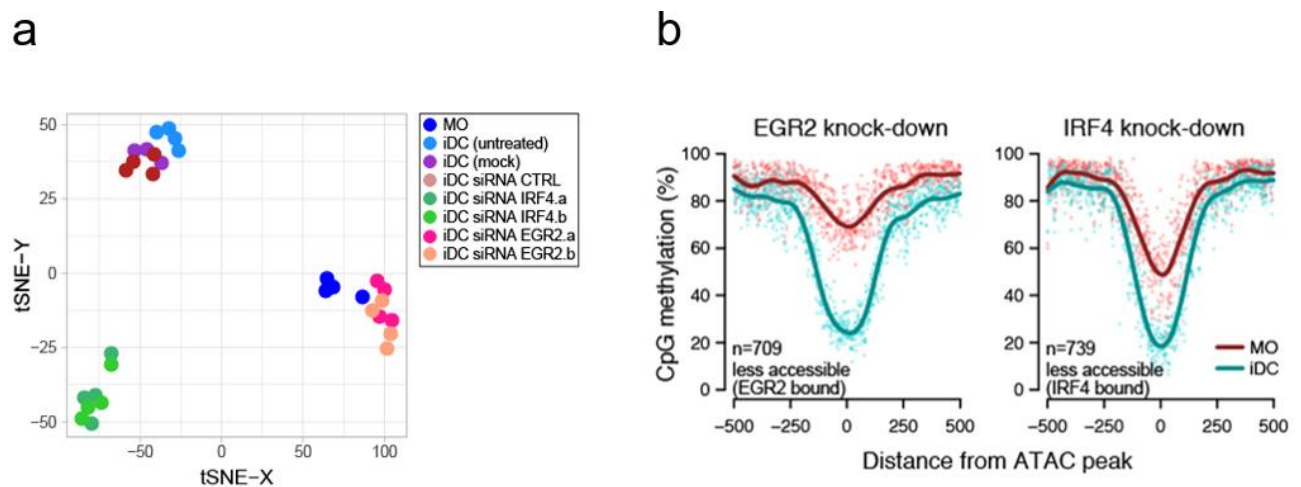 a
50
25
0
−25
−50
tSNE−Y
−50
0
50
100
tSNE−X
MO
iDC (untreated)
iDC (mock)
iDC siRNA CTRL
iDC siRNA IRF4.a
iDC siRNA IRF4.b
iDC siRNA EGR2.a
iDC siRNA EGR2.b
b
EGR2 knock-down
100
80
60
40
20
0
CpG methylation (%)
n=709
less accessible
(EGR2 bound)
−500
−250
0
250
500
IRF4 knock-down
100
80
60
40
20
0
n=739
less accessible
(IRF4 bound)
MO
iDC
−500
−250
0
250
500
Distance from ATAC peak